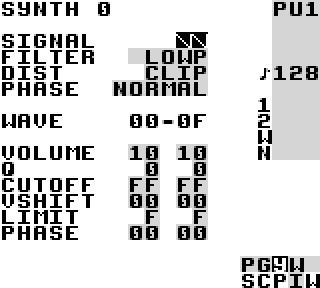 SYNTH 0
PU1
SIGNAL
FILTER LOWP
DIST CLIP
♪128
PHASE NORMAL
1
WAVE 00-0F
2
W
N
VOLUME 10 10
Q 0 0
CUTOFF FF FF
VSHIFT 00 00
LIMIT F F
PHASE 00 00
PG W
SCPIW